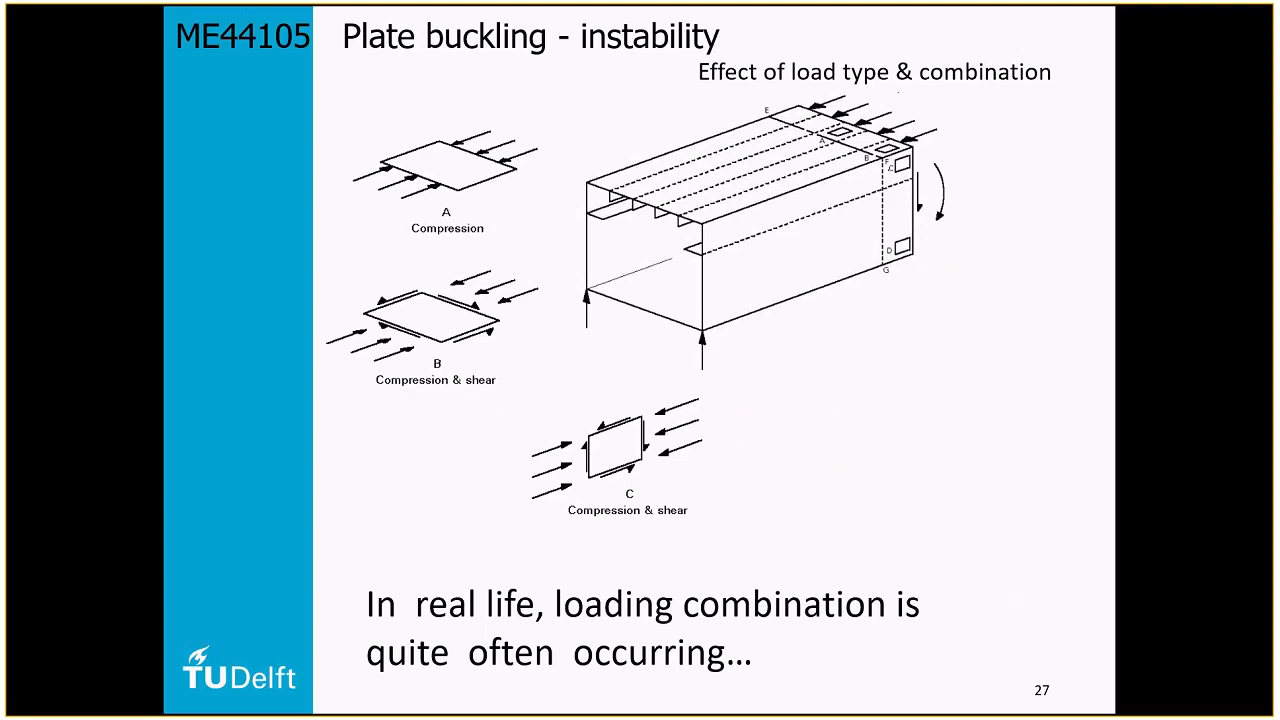 ME44105 Plate buckling - instability
Effect of load type & combination
E
A
B
F
C
D
G
A
Compression
B
Compression & shear
C
Compression & shear
In real life, loading combination is
quite often occurring...
TUDelft
27